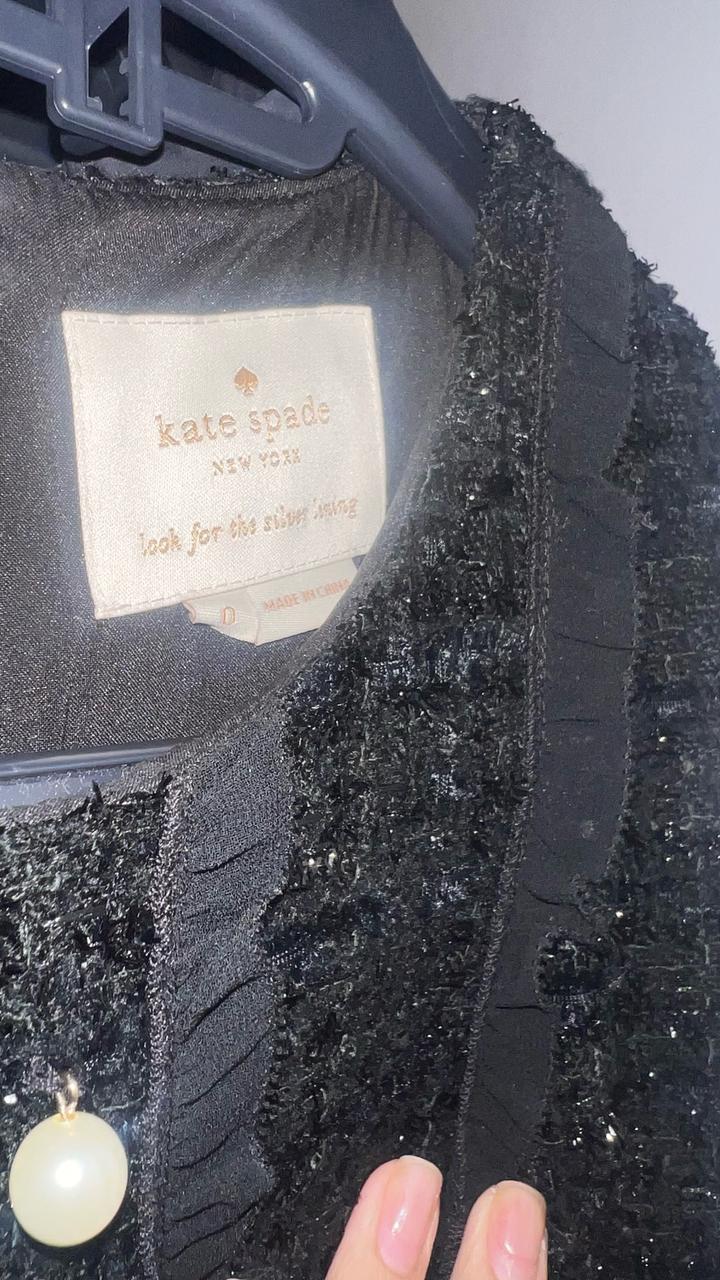 kate spade
NEW YORK
look for the silver lining
0
MADE IN CHINA